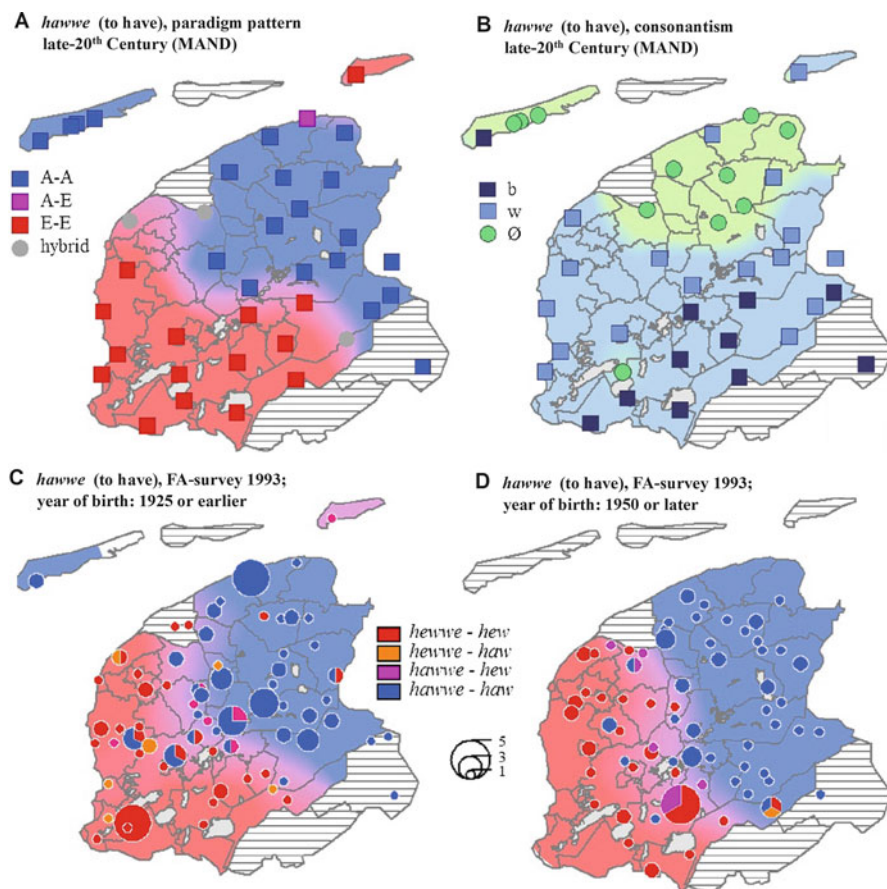 A hawwe (to have), paradigm pattern
late-20th Century (MAND)
A-A
A-E
E-E
hybrid
B hawwe (to have), consonantism
late-20th Century (MAND)
b
w
Ø
C hawwe (to have), FA-survey 1993;
year of birth: 1925 or earlier
hewwe - hew
hewwe - haw
hawwe - hew
hawwe - haw
5
3
1
D hawwe (to have), FA-survey 1993;
year of birth: 1950 or later